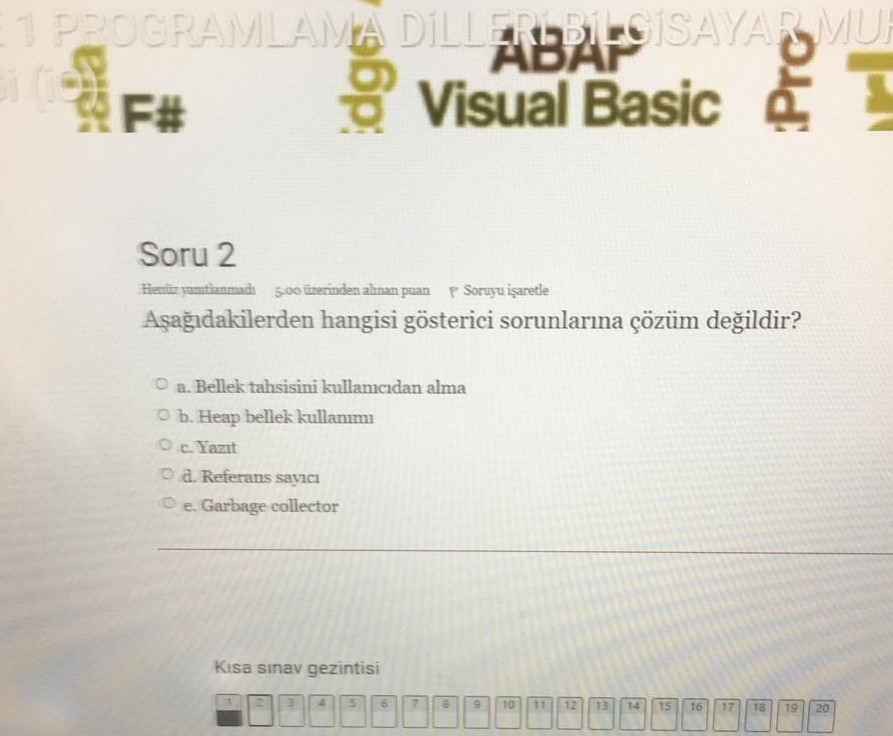 1 PROGRAMLAMA DİLLERİ BİLGİSAYAR MÜH
F#
ABAP
Visual Basic
Pro
Soru 2
Henüz yanıtlanmadı 5,00 üzerinden alınan puan Soruyu işaretle
Aşağıdakilerden hangisi gösterici sorunlarına çözüm değildir?
a. Bellek tahsisini kullanıcıdan alma
b. Heap bellek kullanımı
c. Yazıt
d. Referans sayıcı
e. Garbage collector
Kısa sınav gezintisi
1 2 3 4 5 6 7 8 9 10 11 12 13 14 15 16 17 18 19 20